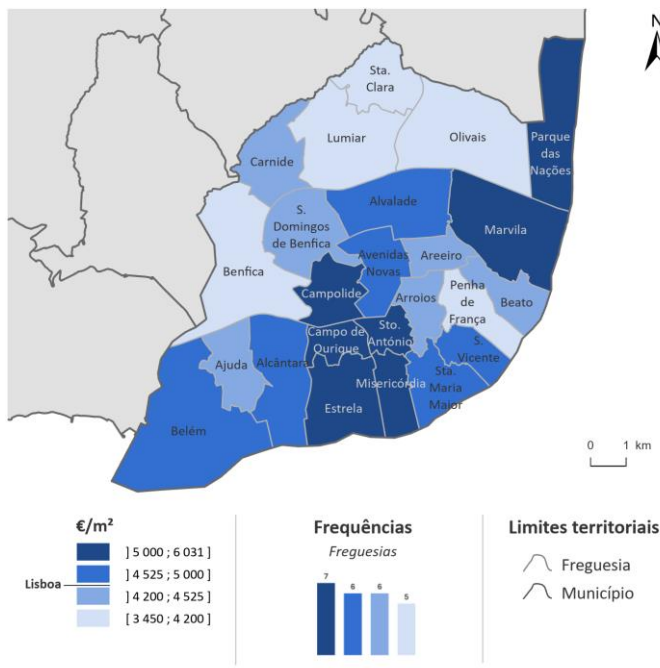 N
Sta.
Clara
Lumiar
Olivais
Parque
das
Nações
Carnide
S.
Domingos
de Benfica
Alvalade
Marvila
Avenidas
Novas
Areeiro
Benfica
Campolide
Arroios
Penha
de
França
Beato
Campo de
Ourique
Sto.
António
S.
Vicente
Ajuda
Alcântara
Misericórdia
Sta.
Maria
Maior
Estrela
Belém
0 1 km
€/m²
] 5 000 ; 6 031 ]
] 4 525 ; 5 000 ]
Lisboa
] 4 200 ; 4 525 ]
[ 3 450 ; 4 200 ]
Frequências
Freguesias
7
6
6
5
Limites territoriais
Freguesia
Município